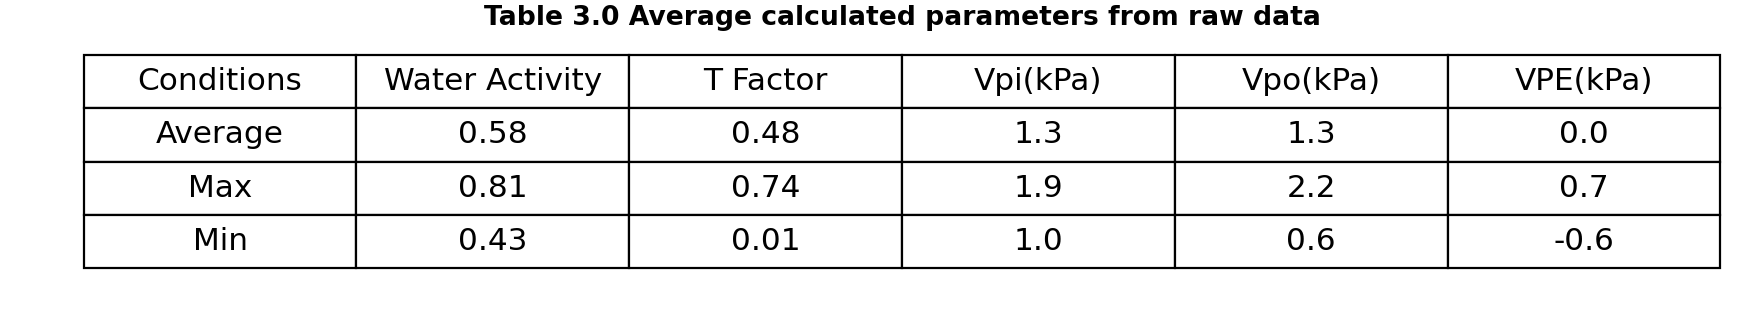 Table 3.0 Average calculated parameters from raw data
Conditions Water Activity T Factor Vpi(kPa) Vpo(kPa) VPE(kPa)
Average 0.58 0.48 1.3 1.3 0.0
Max 0.81 0.74 1.9 2.2 0.7
Min 0.43 0.01 1.0 0.6 -0.6